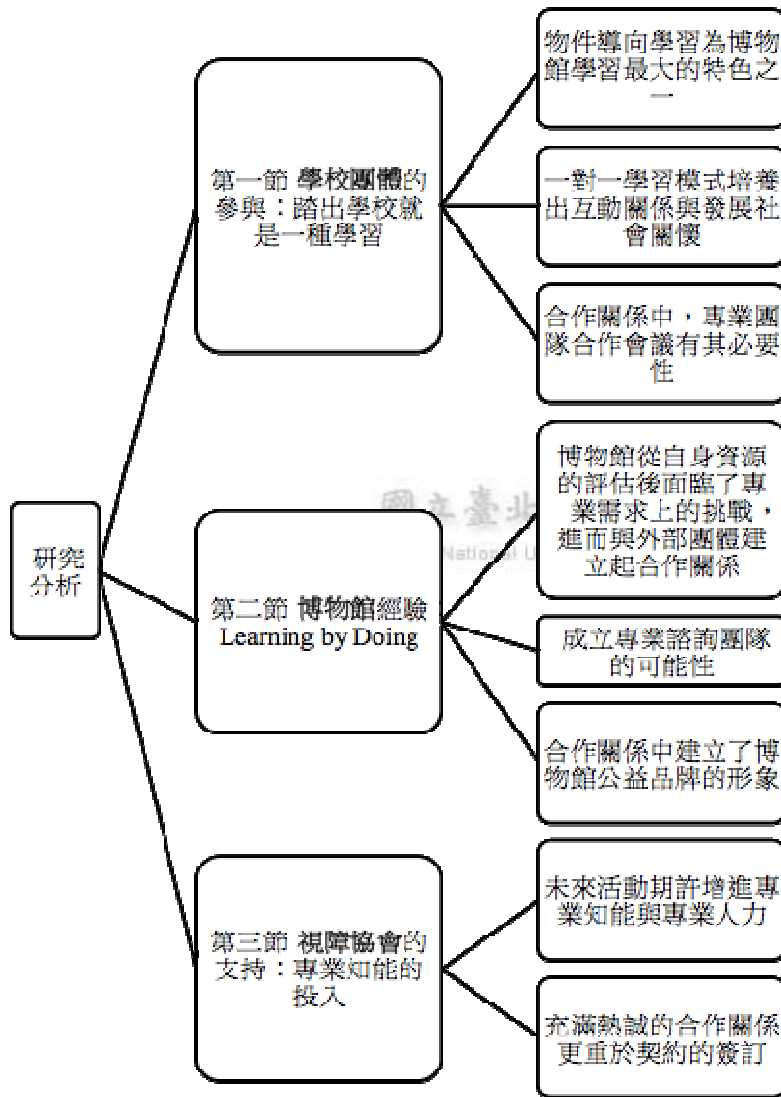 研究
分析
第一節 學校團體的
參與：踏出學校就
是一種學習
物件導向學習為博物
館學習最大的特色之
一
一對一學習模式培養
出互動關係與發展社
會關懷
合作關係中，專業團
隊合作會議有其必要
性
第二節 博物館經驗
Learning by Doing
博物館從自身資源
的評估後面臨了專
業需求上的挑戰，
進而與外部團體建
立起合作關係
成立專業諮詢團隊
的可能性
合作關係中建立了博
物館公益品牌的形象
第三節 視障協會的
支持：專業知能的
投入
未來活動期許增進專
業知能與專業人力
充滿熱誠的合作關係
更重於契約的簽訂
國立臺北
National U